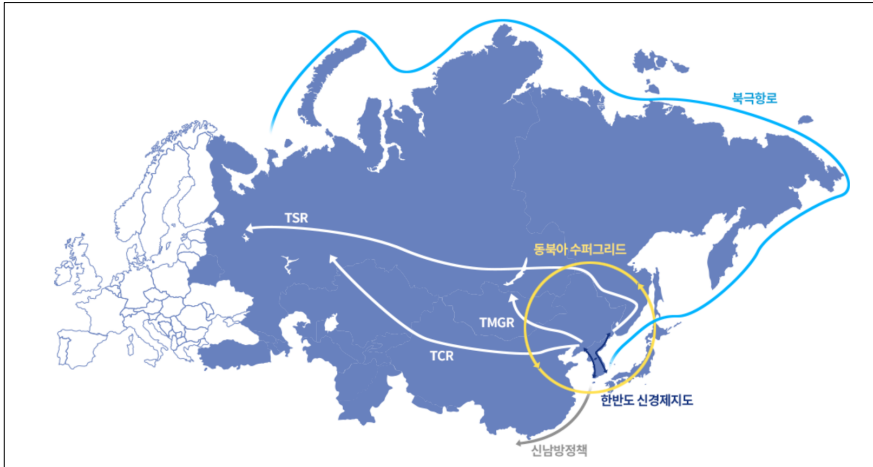 북극항로
TSR
동북아 수퍼그리드
TMGR
TCR
한반도 신경제지도
신남방정책